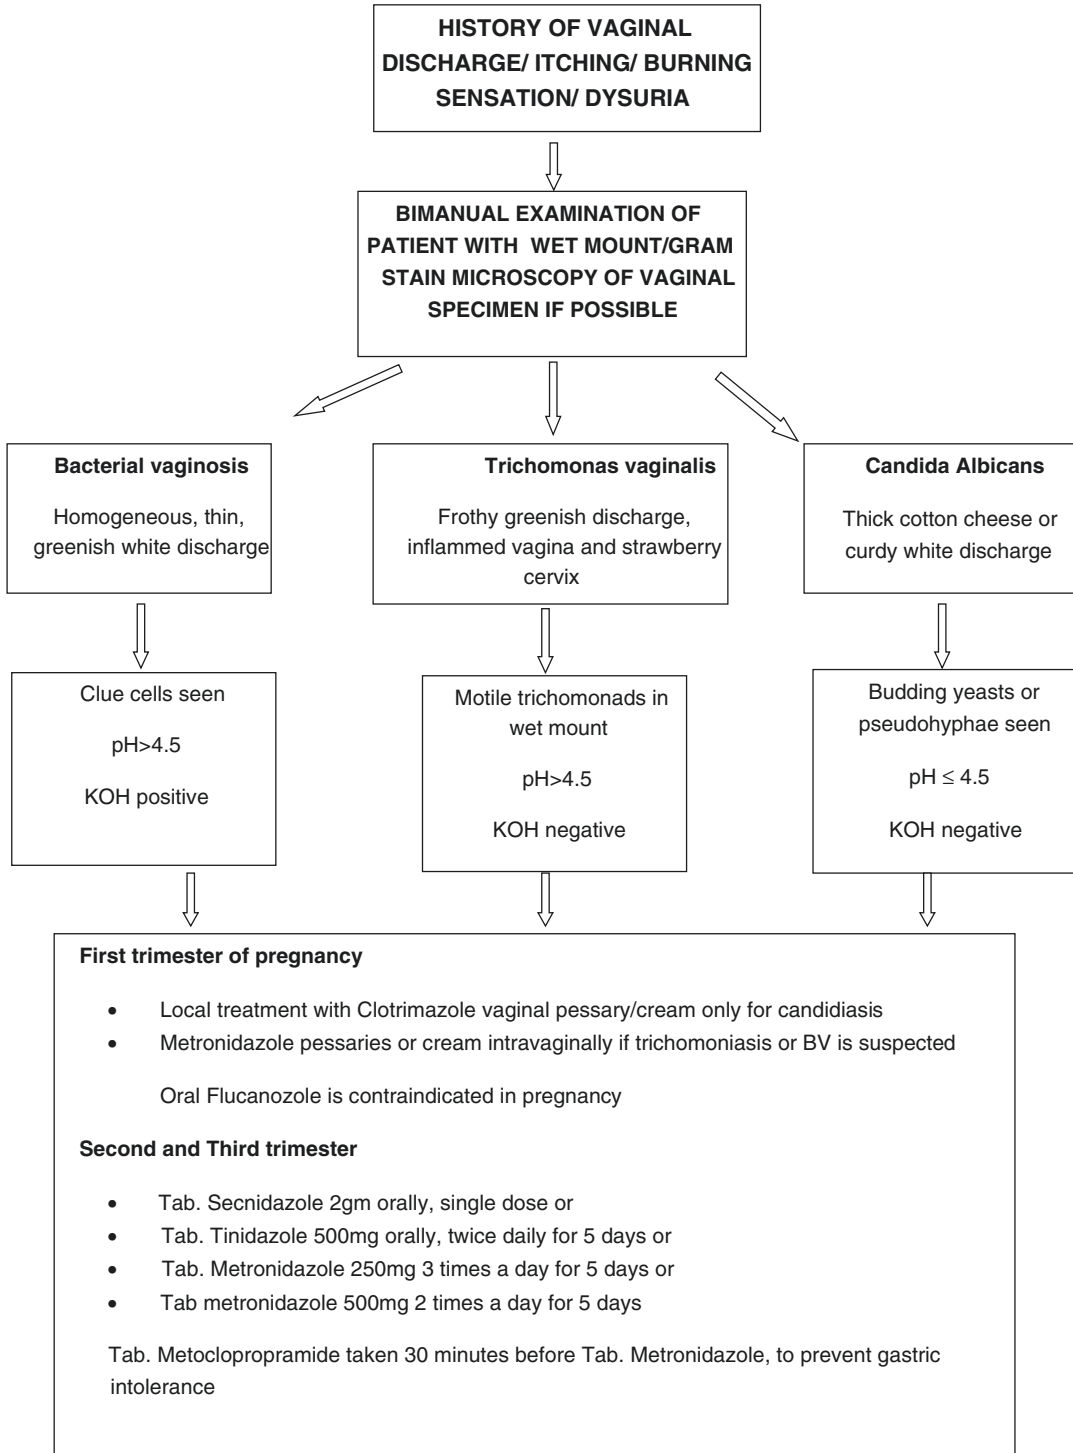 HISTORY OF VAGINAL
DISCHARGE/ ITCHING/ BURNING
SENSATION/ DYSURIA
BIMANUAL EXAMINATION OF
PATIENT WITH WET MOUNT/GRAM
STAIN MICROSCOPY OF VAGINAL
SPECIMEN IF POSSIBLE
Bacterial vaginosis
Homogeneous, thin,
greenish white discharge
Trichomonas vaginalis
Frothy greenish discharge,
inflammed vagina and strawberry
cervix
Candida Albicans
Thick cotton cheese or
curdy white discharge
Clue cells seen
pH>4.5
KOH positive
Motile trichomonads in
wet mount
pH>4.5
KOH negative
Budding yeasts or
pseudohyphae seen
pH ≤ 4.5
KOH negative
First trimester of pregnancy
• Local treatment with Clotrimazole vaginal pessary/cream only for candidiasis
• Metronidazole pessaries or cream intravaginally if trichomoniasis or BV is suspected
Oral Flucanozole is contraindicated in pregnancy
Second and Third trimester
• Tab. Secnidazole 2gm orally, single dose or
• Tab. Tinidazole 500mg orally, twice daily for 5 days or
• Tab. Metronidazole 250mg 3 times a day for 5 days or
• Tab metronidazole 500mg 2 times a day for 5 days
Tab. Metoclopropramide taken 30 minutes before Tab. Metronidazole, to prevent gastric
intolerance